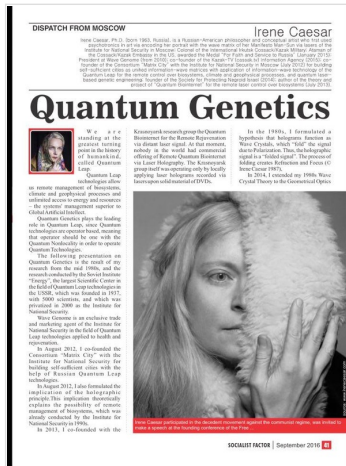 DISPATCH FROM MOSCOW
Irene Caesar
Quantum Genetics
We are
standing at the
greatest turning
point in the history
of humankind,
called Quantum
Leap.
Quantum Leap
technologies allow
us remote management of biosystems,
climate and geophysical processes and
unlimited access to energy and resources
– the systems' management superior to
Global Artificial Intellect.
Quantum Genetics plays the leading
role in Quantum Leap, since Quantum
technologies are operator based, meaning
that operator should be one with the
Quantum Nonlocality in order to operate
Quantum Technologies.
The following presentation on
Quantum Genetics is the result of my
research from the mid 1980s, and the
research conducted by the Soviet Institute
"Energy", the largest Scientific Center in
the field of Quantum Leap technologies in
the USSR, which was founded in 1937,
with 5000 scientists, and which was
privatized in 2000 as the Institute for
National Security.
Wave Genome is an exclusive trade
and marketing agent of the Institute for
National Security in the field of Quantum
Leap technologies applied to health and
rejuvenation.
In August 2012, I co-founded the
Consortium "Matrix City" with the
Institute for National Security for
building self-sufficient cities with the
help of Russian Quantum Leap
technologies.
In August 2012, I also formulated the
implication of the holographic
principle.This implication theoretically
explains the possibility of remote
management of biosystems, which was
already conducted by the Institute for
National Security in 1990s.
In 2013, I co-founded with the
Krasnoyarsk research group the Quantum
Biointernet for the Remote Rejuvenation
via distant laser signal. At that moment,
nobody in the world had commercial
offering of Remote Quantum Biointernet
via Laser Holography. The Krasnoyarsk
group itself was operating only by locally
applying laser holograms recorded via
lasers upon solid material of DVDs.
In the 1980s, I formulated a
hypothesis that holograms function as
Wave Crystals, which "fold" the signal
due to Polarization. Thus, the holographic
signal is a "folded signal". The process of
folding creates Refraction and Focus (©
Irene Caesar 1987).
In 2014, I extended my 1980s Wave
Crystal Theory to the Geometrical Optics
Irene Caesar participated in the decadent movement against the communist regime, was invited to
make a speech at the founding conference of the Free ...
SOCIALIST FACTOR | September 2016 | 41